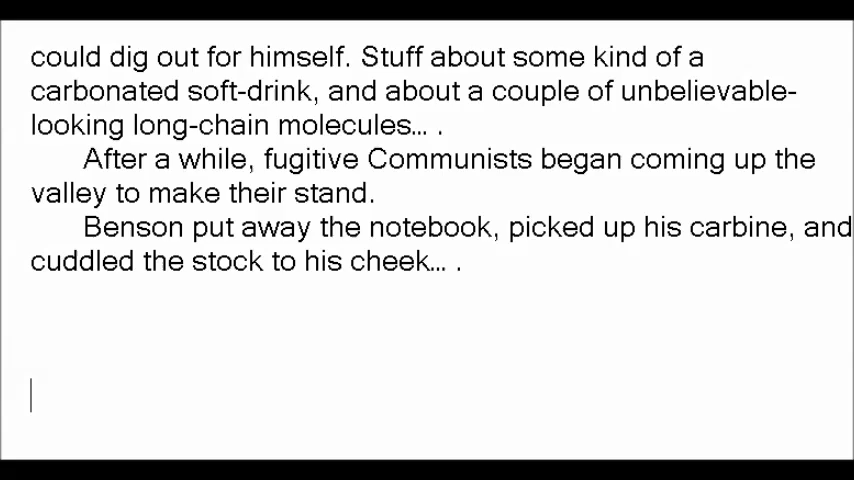 could dig out for himself. Stuff about some kind of a
carbonated soft-drink, and about a couple of unbelievable-
looking long-chain molecules... .
After a while, fugitive Communists began coming up the
valley to make their stand.
Benson put away the notebook, picked up his carbine, and
cuddled the stock to his cheek... .